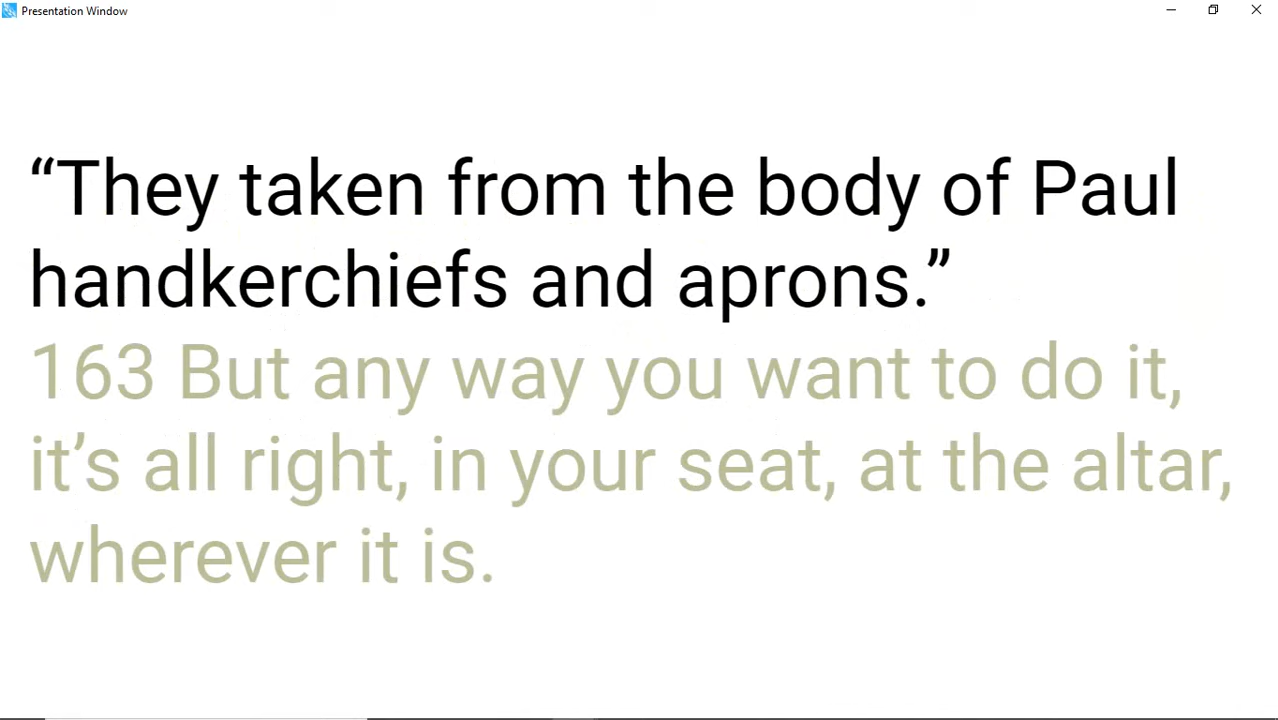 Presentation Window
“They taken from the body of Paul
handkerchiefs and aprons.”
163 But any way you want to do it,
it’s all right, in your seat, at the altar,
wherever it is.